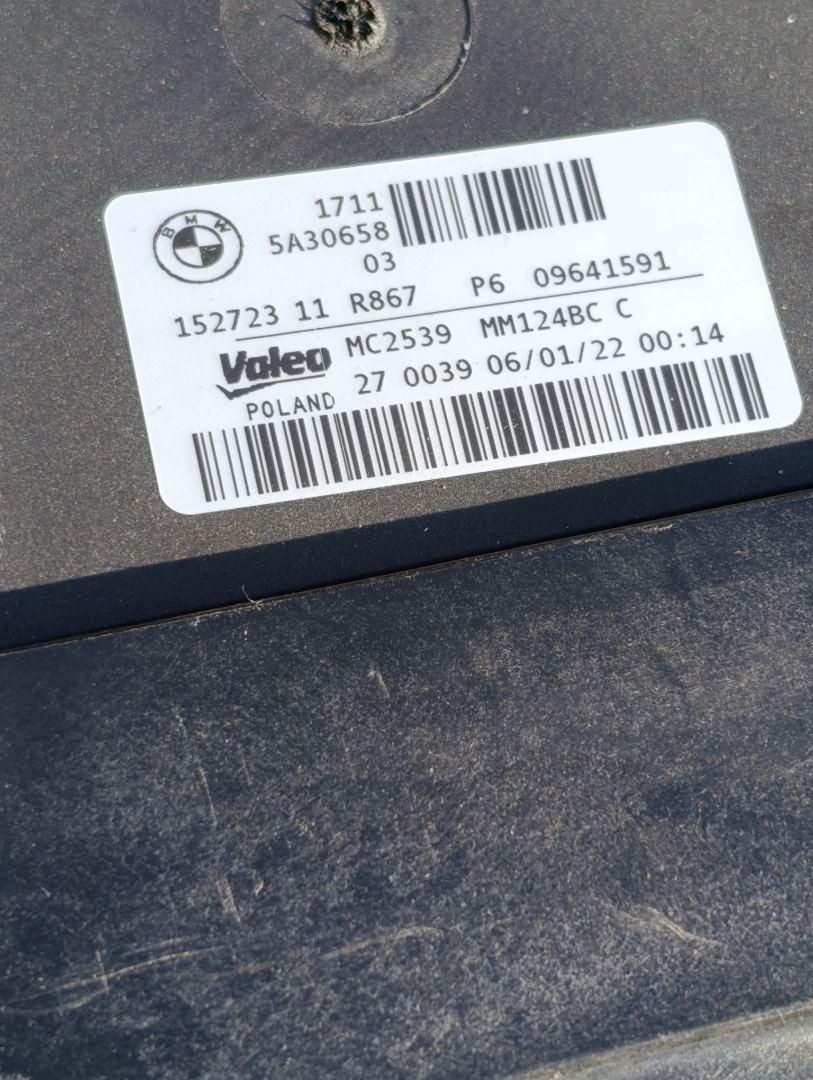 BMW
1711
5A30658
03
152723 11 R867 P6 09641591
Valeo MC2539 MM124BC C
POLAND 27 0039 06/01/22 00:14